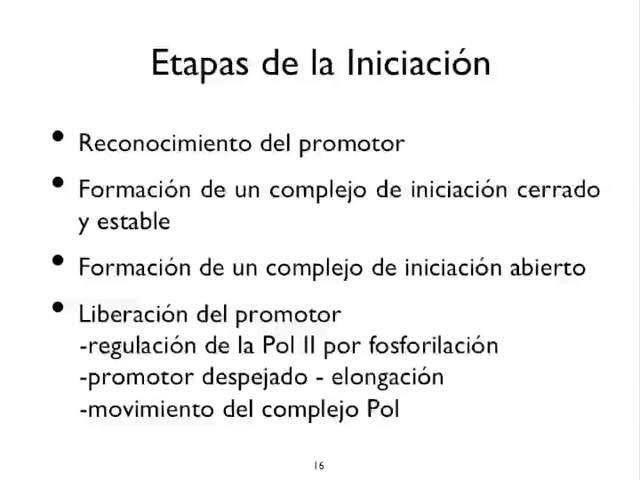 Etapas de la Iniciación
• Reconocimiento del promotor
• Formación de un complejo de iniciación cerrado
y estable
• Formación de un complejo de iniciación abierto
• Liberación del promotor
-regulación de la Pol II por fosforilación
-promotor despejado - elongación
-movimiento del complejo Pol
16